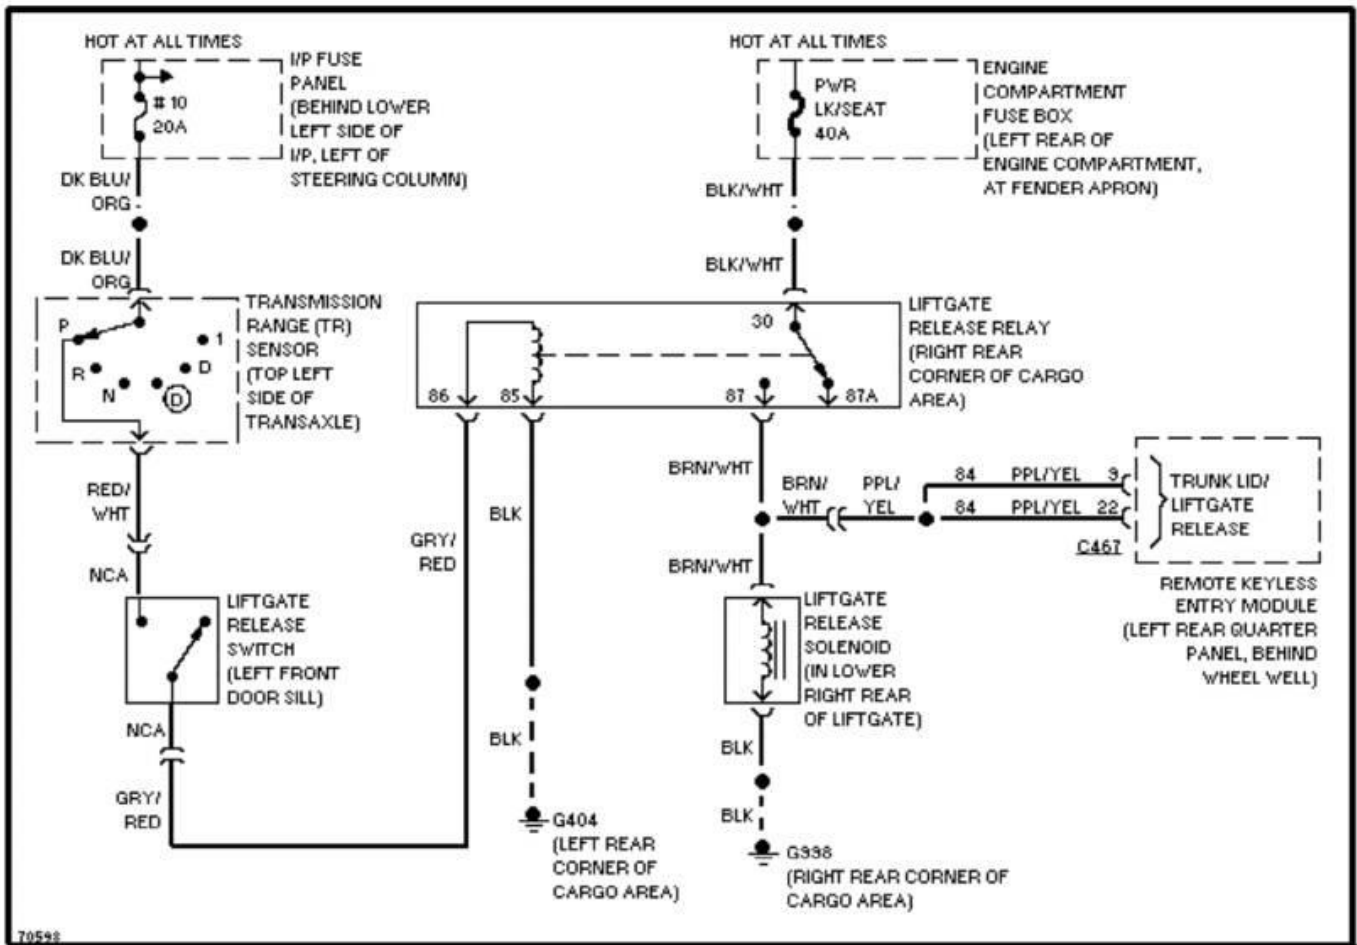 HOT AT ALL TIMES
I/P FUSE
PANEL
(BEHIND LOWER
LEFT SIDE OF
I/P, LEFT OF
STEERING COLUMN)
# 10
20A
DK BLU/
ORG
DK BLU/
ORG
TRANSMISSION
RANGE (TR)
SENSOR
(TOP LEFT
SIDE OF
TRANSAXLE)
P
R
N
D
D
1
RED/
WHT
NCA
LIFTGATE
RELEASE
SWITCH
(LEFT FRONT
DOOR SILL)
NCA
GRY/
RED
HOT AT ALL TIMES
PWR
LK/SEAT
40A
ENGINE
COMPARTMENT
FUSE BOX
(LEFT REAR OF
ENGINE COMPARTMENT,
AT FENDER APRON)
BLK/WHT
BLK/WHT
LIFTGATE
RELEASE RELAY
(RIGHT REAR
CORNER OF CARGO
AREA)
30
86
85
87
87A
GRY/
RED
BLK
BLK
G404
(LEFT REAR
CORNER OF
CARGO AREA)
BRN/WHT
BRN/
WHT
PPL/
YEL
84 PPL/YEL 9
84 PPL/YEL 22
C467
TRUNK LID/
LIFTGATE
RELEASE
REMOTE KEYLESS
ENTRY MODULE
(LEFT REAR QUARTER
PANEL, BEHIND
WHEEL WELL)
BRN/WHT
LIFTGATE
RELEASE
SOLENOID
(IN LOWER
RIGHT REAR
OF LIFTGATE)
BLK
BLK
G998
(RIGHT REAR CORNER OF
CARGO AREA)
70598